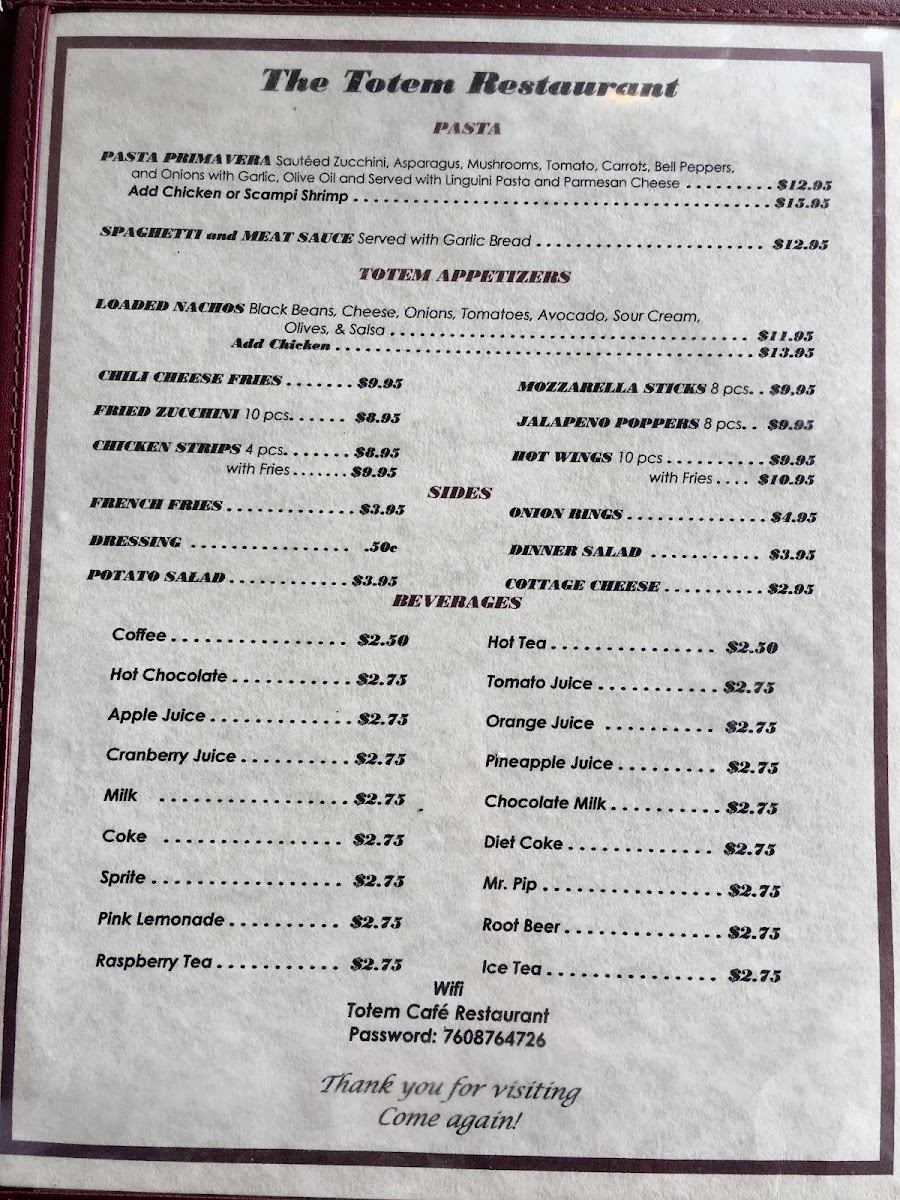 The Totem Restaurant
PASTA
PASTA PRIMAVERA Sautéed Zucchini, Asparagus, Mushrooms, Tomato, Carrots, Bell Peppers,
and Onions with Garlic, Olive Oil and Served with Linguini Pasta and Parmesan Cheese ......... $12.95
Add Chicken or Scampi Shrimp ................................................ $15.95
SPAGHETTI and MEAT SAUCE Served with Garlic Bread ........................ $12.95
TOTEM APPETIZERS
LOADED NACHOS Black Beans, Cheese, Onions, Tomatoes, Avocado, Sour Cream,
Olives, & Salsa ........................................ $11.95
Add Chicken ................................................ $13.95
CHILI CHEESE FRIES ....... $9.95
MOZZARELLA STICKS 8 pcs. . $9.95
FRIED ZUCCHINI 10 pcs. ..... $8.95
JALAPENO POPPERS 8 pcs. . $9.95
CHICKEN STRIPS 4 pcs. ...... $8.95
HOT WINGS 10 pcs ........... $9.95
with Fries ....... $9.95
with Fries .... $10.95
SIDES
FRENCH FRIES ............. $3.95
ONION RINGS ................ $4.95
DRESSING ................ .50c
DINNER SALAD ............ $3.95
POTATO SALAD ............ $3.95
COTTAGE CHEESE .......... $2.95
BEVERAGES
Coffee .................. $2.50
Hot Tea ................ $2.50
Hot Chocolate ............ $2.75
Tomato Juice ............ $2.75
Apple Juice .............. $2.75
Orange Juice ........... $2.75
Cranberry Juice ........... $2.75
Pineapple Juice ......... $2.75
Milk ................... $2.75
Chocolate Milk .......... $2.75
Coke .................. $2.75
Diet Coke ............. $2.75
Sprite ................... $2.75
Mr. Pip ................. $2.75
Pink Lemonade .......... $2.75
Root Beer ............... $2.75
Raspberry Tea ........... $2.75
Ice Tea ................. $2.75
Wifi
Totem Café Restaurant
Password: 7608764726
Thank you for visiting
Come again!